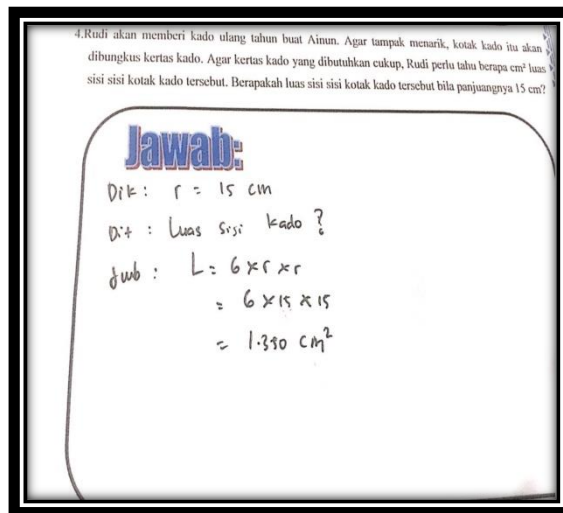 4.Rudi akan memberi kado ulang tahun buat Ainun. Agar tampak menarik, kotak kado itu akan
dibungkus kertas kado. Agar kertas kado yang dibutuhkan cukup, Rudi perlu tahu berapa cm² luas
sisi sisi kotak kado tersebut. Berapakah luas sisi sisi kotak kado tersebut bila panjuangnya 15 cm?
Jawab:
Dik : r = 15 cm
Dit : Luas sisi kado ?
Jwb : L = 6 × r × r
= 6 × 15 × 15
= 1.390 cm²